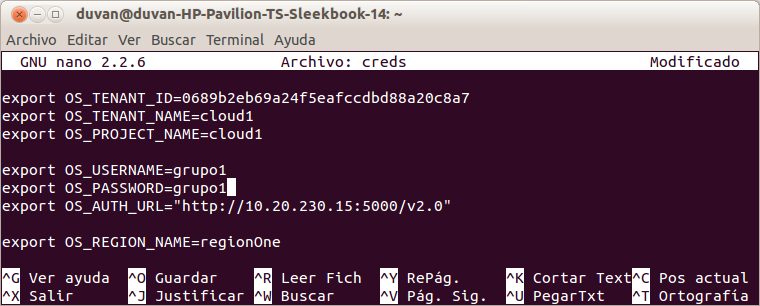 duvan@duvan-HP-Pavilion-TS-Sleekbook-14: ~
Archivo Editar Ver Buscar Terminal Ayuda
GNU nano 2.2.6 Archivo: creds Modificado
export OS_TENANT_ID=0689b2eb69a24f5eafccdbd88a20c8a7
export OS_TENANT_NAME=cloud1
export OS_PROJECT_NAME=cloud1
export OS_USERNAME=grupo1
export OS_PASSWORD=grupo1
export OS_AUTH_URL="http://10.20.230.15:5000/v2.0"
export OS_REGION_NAME=regionOne
^G Ver ayuda ^O Guardar ^R Leer Fich ^Y RePág. ^K Cortar Text ^C Pos actual
^X Salir ^J Justificar ^W Buscar ^V Pág. Sig. ^U PegarTxt ^T Ortografía